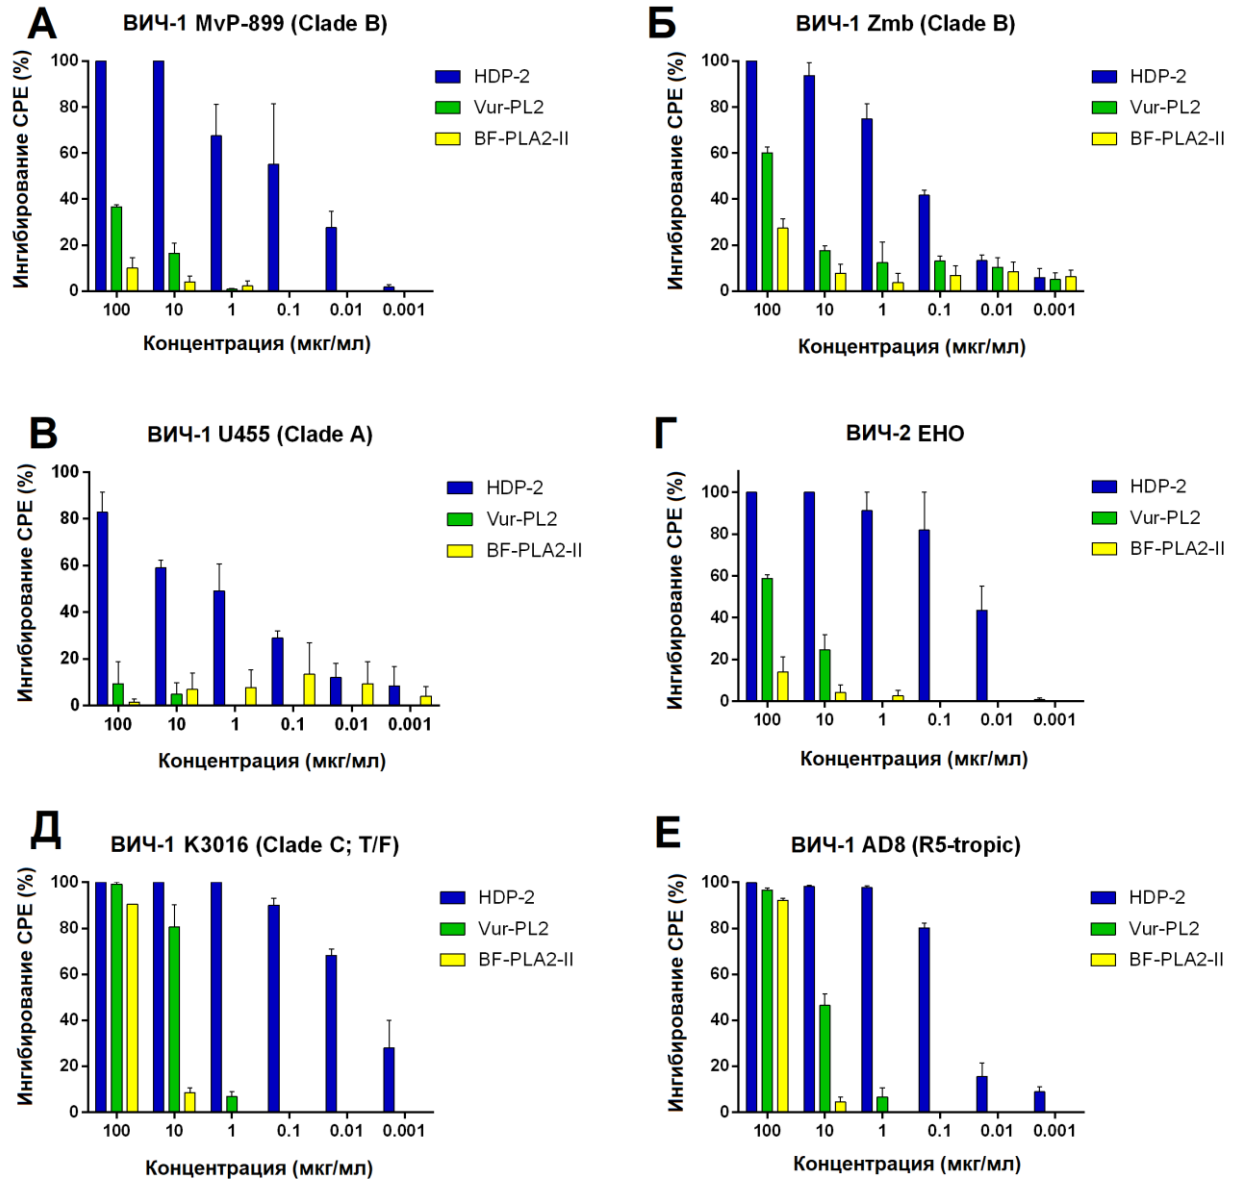 А
ВИЧ-1 MvP-899 (Clade B)
Ингибирование CPE (%)
100
80
60
40
20
0
100 10 1 0.1 0.01 0.001
Концентрация (мкг/мл)
HDP-2
Vur-PL2
BF-PLA2-II
Б
ВИЧ-1 Zmb (Clade B)
Ингибирование CPE (%)
100
80
60
40
20
0
100 10 1 0.1 0.01 0.001
Концентрация (мкг/мл)
HDP-2
Vur-PL2
BF-PLA2-II
В
ВИЧ-1 U455 (Clade A)
Ингибирование CPE (%)
100
80
60
40
20
0
100 10 1 0.1 0.01 0.001
Концентрация (мкг/мл)
HDP-2
Vur-PL2
BF-PLA2-II
Г
ВИЧ-2 EHO
Ингибирование CPE (%)
100
80
60
40
20
0
100 10 1 0.1 0.01 0.001
Концентрация (мкг/мл)
HDP-2
Vur-PL2
BF-PLA2-II
Д
ВИЧ-1 K3016 (Clade C; T/F)
Ингибирование CPE (%)
100
80
60
40
20
0
100 10 1 0.1 0.01 0.001
Концентрация (мкг/мл)
HDP-2
Vur-PL2
BF-PLA2-II
Е
ВИЧ-1 AD8 (R5-tropic)
Ингибирование CPE (%)
100
80
60
40
20
0
100 10 1 0.1 0.01 0.001
Концентрация (мкг/мл)
HDP-2
Vur-PL2
BF-PLA2-II